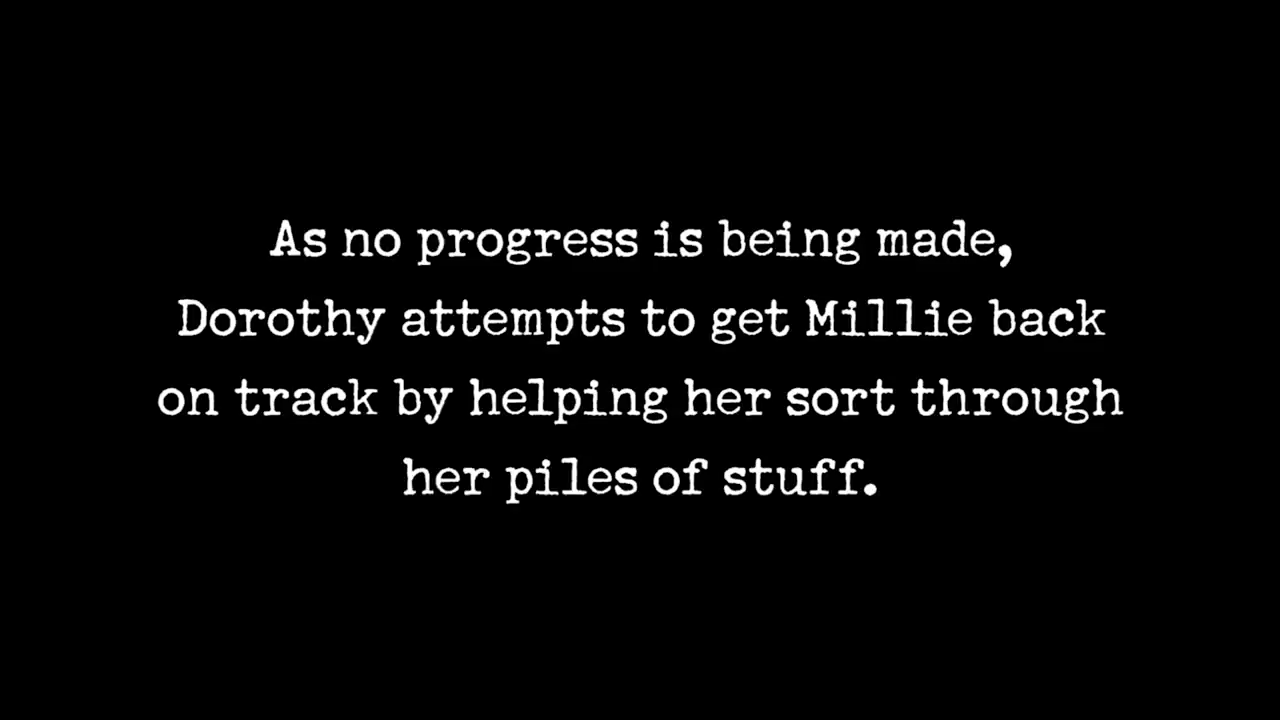 As no progress is being made,
Dorothy attempts to get Millie back
on track by helping her sort through
her piles of stuff.